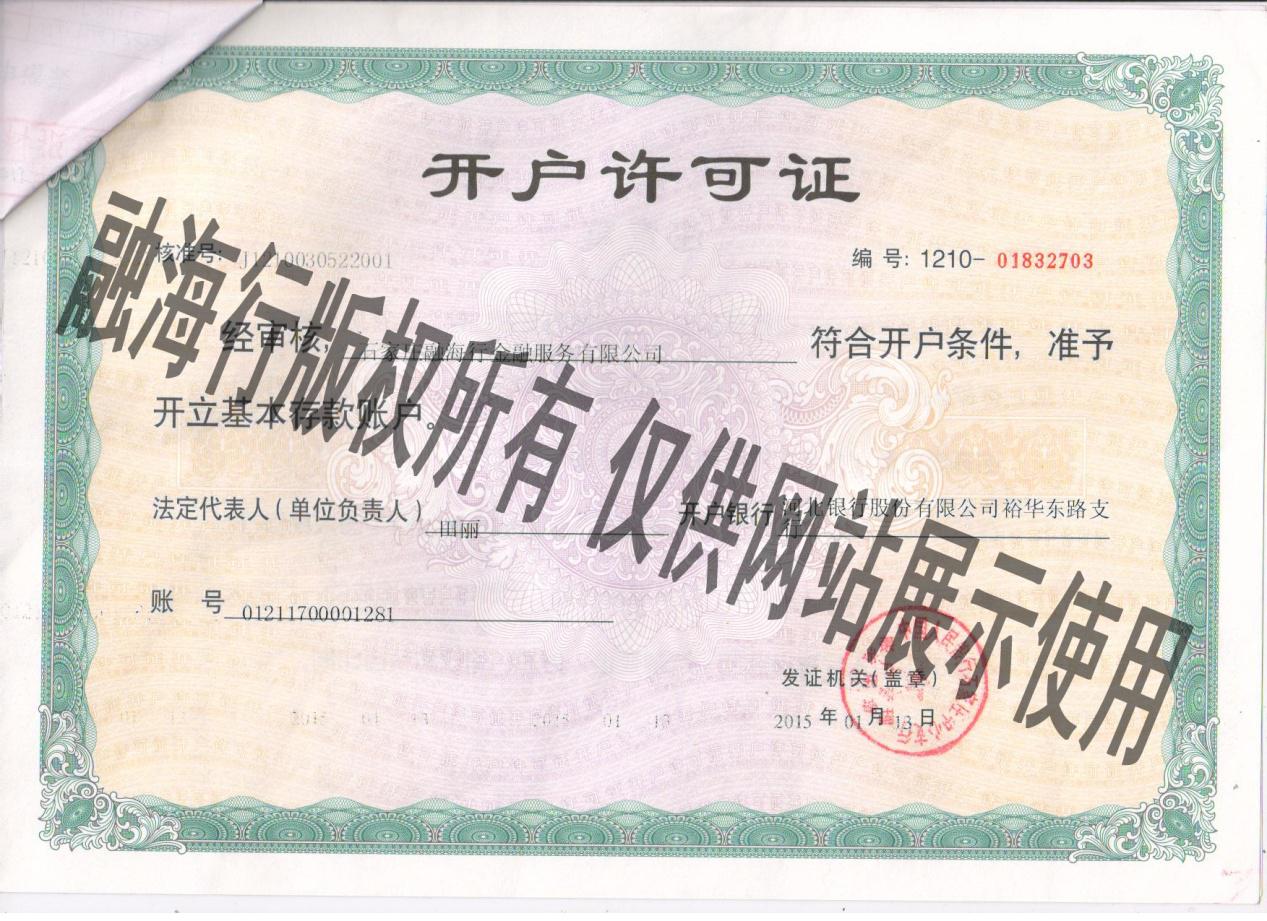 开户许可证
核准号: J1210030522001
编 号: 1210- 01832703
经审核, 石家庄融海行金融服务有限公司 符合开户条件, 准予
开立基本存款账户。
法定代表人(单位负责人) 田丽 开户银行 河北银行股份有限公司裕华东路支
行
账 号 01211700001281
发证机关(盖章)
2015 年 01 月 13 日
融海行版权所有 仅供网站展示使用